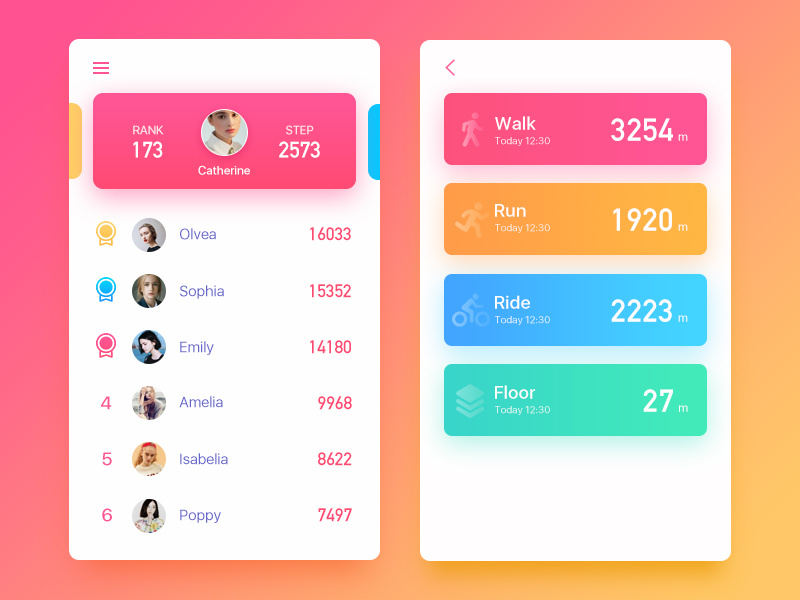 RANK
173
STEP
2573
Catherine
Olvea 16033
Sophia 15352
Emily 14180
4 Amelia 9968
5 Isabelia 8622
6 Poppy 7497
Walk
Today 12:30
3254 m
Run
Today 12:30
1920 m
Ride
Today 12:30
2223 m
Floor
Today 12:30
27 m